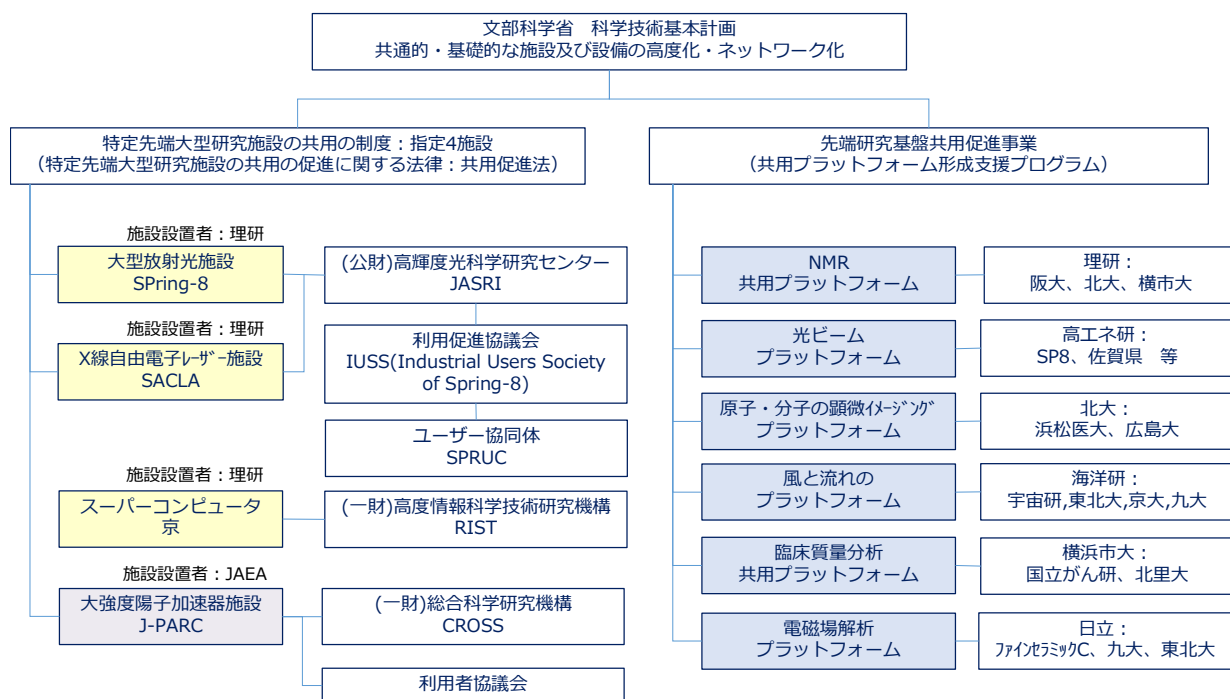 文部科学省　科学技術基本計画
共通的・基礎的な施設及び設備の高度化・ネットワーク化
特定先端大型研究施設の共用の制度：指定4施設
（特定先端大型研究施設の共用の促進に関する法律：共用促進法）
施設設置者：理研
大型放射光施設
SPring-8
(公財)高輝度光科学研究センター
JASRI
施設設置者：理研
X線自由電子ﾚｰｻﾞｰ施設
SACLA
利用促進協議会
IUSS(Industrial Users Society
of Spring-8)
ユーザー協同体
SPRUC
施設設置者：理研
スーパーコンピュータ
京
(一財)高度情報科学技術研究機構
RIST
施設設置者：JAEA
大強度陽子加速器施設
J-PARC
(一財)総合科学研究機構
CROSS
利用者協議会
先端研究基盤共用促進事業
（共用プラットフォーム形成支援プログラム）
NMR
共用プラットフォーム
理研：
阪大、北大、横市大
光ビーム
プラットフォーム
高エネ研：
SP8、佐賀県　等
原子・分子の顕微ｲﾒｰｼﾞﾝｸﾞ
プラットフォーム
北大：
浜松医大、広島大
風と流れの
プラットフォーム
海洋研：
宇宙研,東北大,京大,九大
臨床質量分析
共用プラットフォーム
横浜市大：
国立がん研、北里大
電磁場解析
プラットフォーム
日立：
ﾌｧｲﾝｾﾗﾐｯｸC、九大、東北大